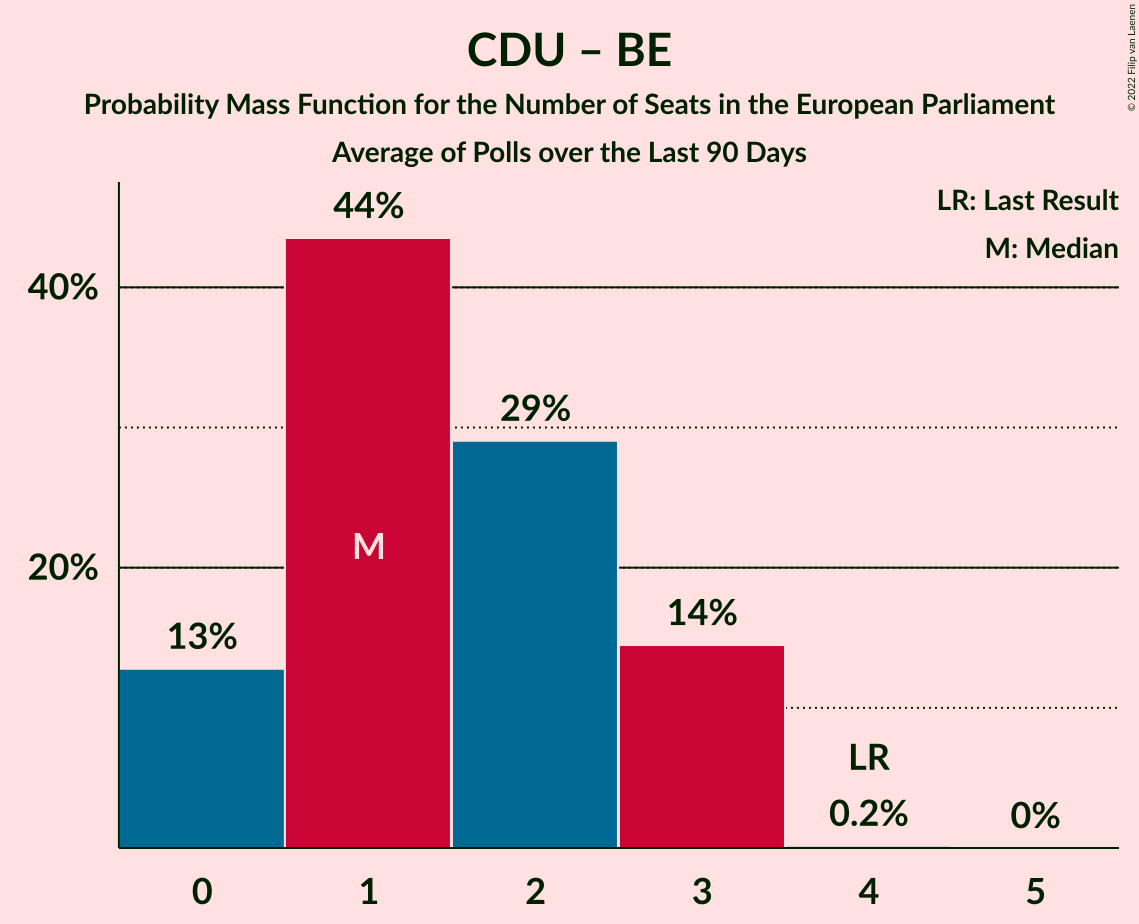 CDU – BE
Probability Mass Function for the Number of Seats in the European Parliament
Average of Polls over the Last 90 Days
© 2022 Filip van Laenen
LR: Last Result
M: Median
44%
40%
29%
M
20%
14%
13%
LR
0.2%
0%
0 1 2 3 4 5